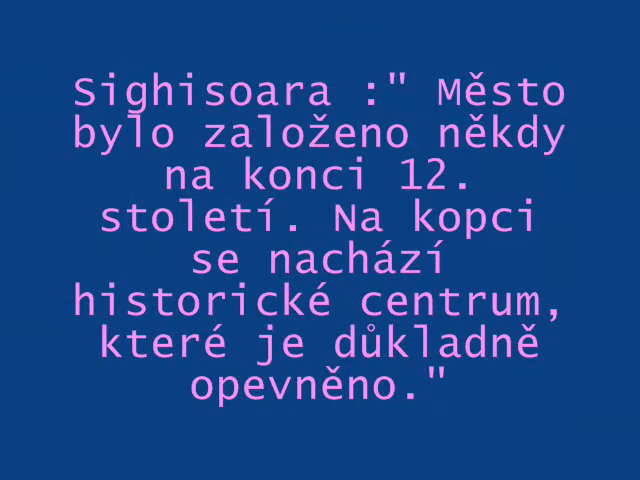 Sighisoara :" Město
bylo založeno někdy
na konci 12.
století. Na kopci
se nachází
historické centrum,
které je důkladně
opevněno."